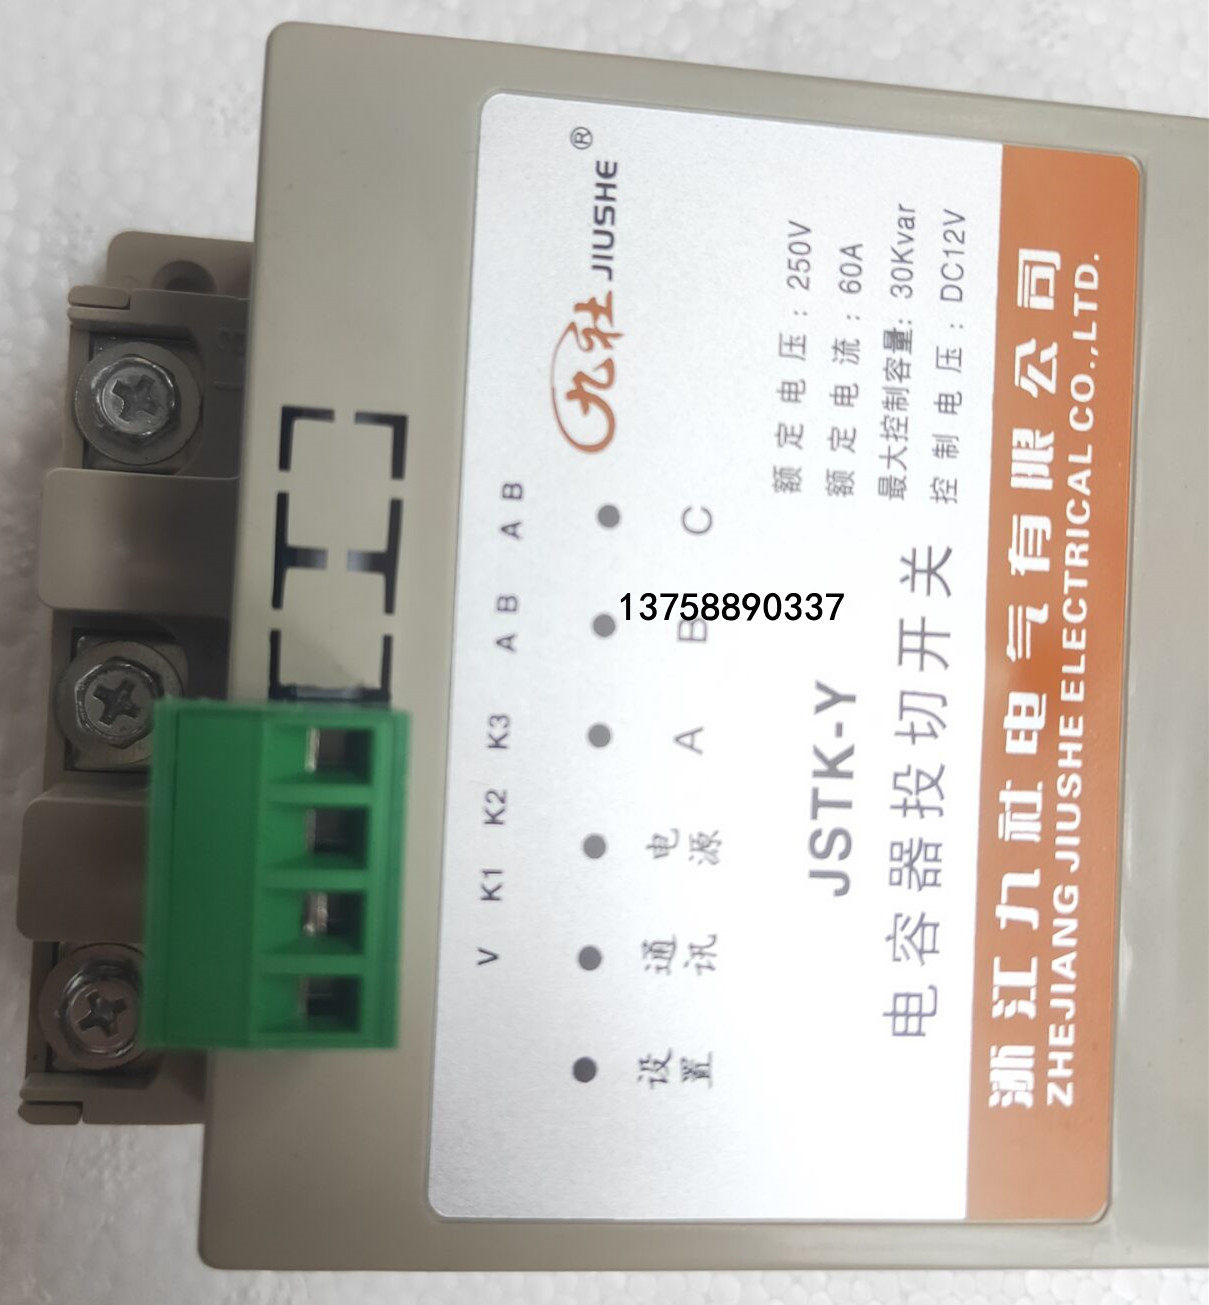 九社 JIUSHE®
V K1 K2 K3 A B A B
设置 通讯 电源 A B C
JSTK-Y
电容器投切开关
额定电压：250V
额定电流：60A
最大控制容量：30Kvar
控制电压：DC12V
浙江九社电气有限公司
ZHEJIANG JIUSHE ELECTRICAL CO.,LTD.
13758890337